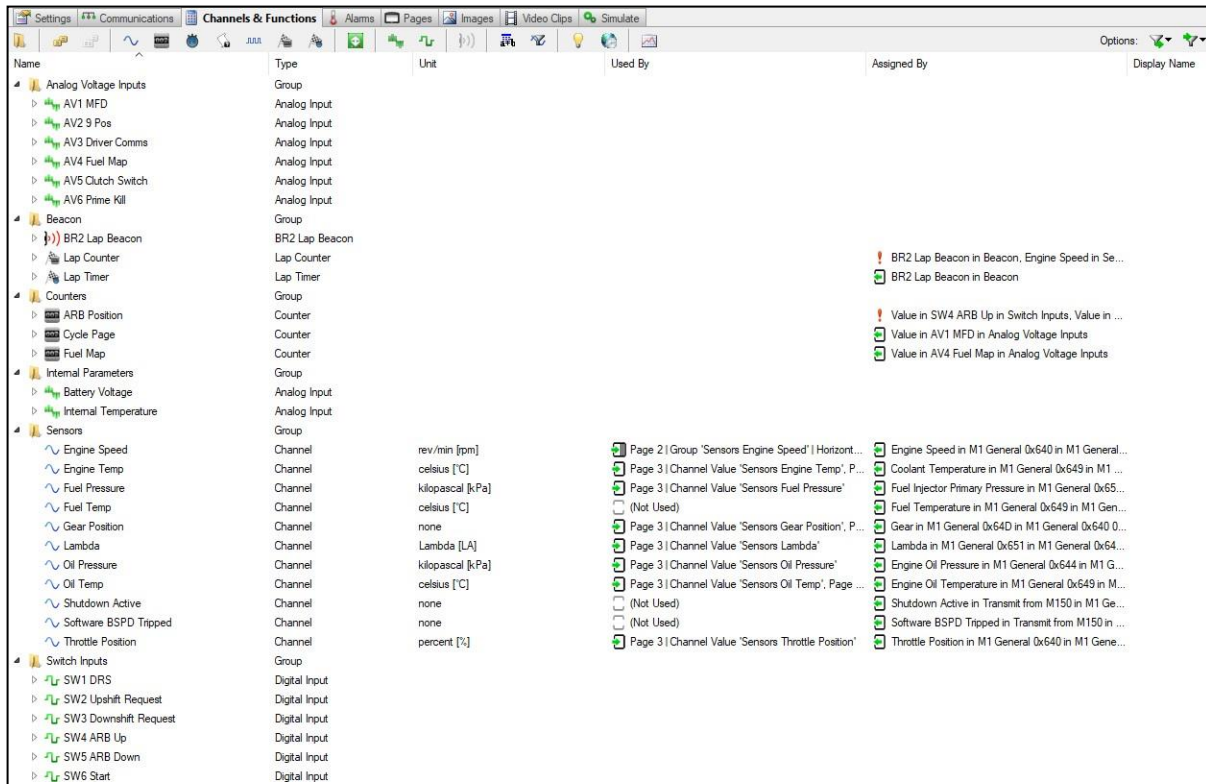 Settings Communications Channels & Functions Alarms Pages Images Video Clips Simulate
Options:
Name Type Unit Used By Assigned By Display Name
Analog Voltage Inputs Group
AV1 MFD Analog Input
AV2 9 Pos Analog Input
AV3 Driver Comms Analog Input
AV4 Fuel Map Analog Input
AV5 Clutch Switch Analog Input
AV6 Prime Kill Analog Input
Beacon Group
BR2 Lap Beacon BR2 Lap Beacon
Lap Counter Lap Counter BR2 Lap Beacon in Beacon, Engine Speed in Se...
Lap Timer Lap Timer BR2 Lap Beacon in Beacon
Counters Group
ARB Position Counter Value in SW4 ARB Up in Switch Inputs, Value in ...
Cycle Page Counter Value in AV1 MFD in Analog Voltage Inputs
Fuel Map Counter Value in AV4 Fuel Map in Analog Voltage Inputs
Internal Parameters Group
Battery Voltage Analog Input
Internal Temperature Analog Input
Sensors Group
Engine Speed Channel rev/min [rpm] Page 2 | Group 'Sensors Engine Speed' | Horizont... Engine Speed in M1 General 0x640 in M1 General...
Engine Temp Channel celsius [°C] Page 3 | Channel Value 'Sensors Engine Temp', P... Coolant Temperature in M1 General 0x649 in M1 ...
Fuel Pressure Channel kilopascal [kPa] Page 3 | Channel Value 'Sensors Fuel Pressure' Fuel Injector Primary Pressure in M1 General 0x65...
Fuel Temp Channel celsius [°C] (Not Used) Fuel Temperature in M1 General 0x649 in M1 Gen...
Gear Position Channel none Page 3 | Channel Value 'Sensors Gear Position', P... Gear in M1 General 0x64D in M1 General 0x640 0...
Lambda Channel Lambda [LA] Page 3 | Channel Value 'Sensors Lambda' Lambda in M1 General 0x651 in M1 General 0x64...
Oil Pressure Channel kilopascal [kPa] Page 3 | Channel Value 'Sensors Oil Pressure' Engine Oil Pressure in M1 General 0x644 in M1 G...
Oil Temp Channel celsius [°C] Page 3 | Channel Value 'Sensors Oil Temp', Page ... Engine Oil Temperature in M1 General 0x649 in M...
Shutdown Active Channel none (Not Used) Shutdown Active in Transmit from M150 in M1 Ge...
Software BSPD Tripped Channel none (Not Used) Software BSPD Tripped in Transmit from M150 in ...
Throttle Position Channel percent [%] Page 3 | Channel Value 'Sensors Throttle Position' Throttle Position in M1 General 0x640 in M1 Gene...
Switch Inputs Group
SW1 DRS Digital Input
SW2 Upshift Request Digital Input
SW3 Downshift Request Digital Input
SW4 ARB Up Digital Input
SW5 ARB Down Digital Input
SW6 Start Digital Input